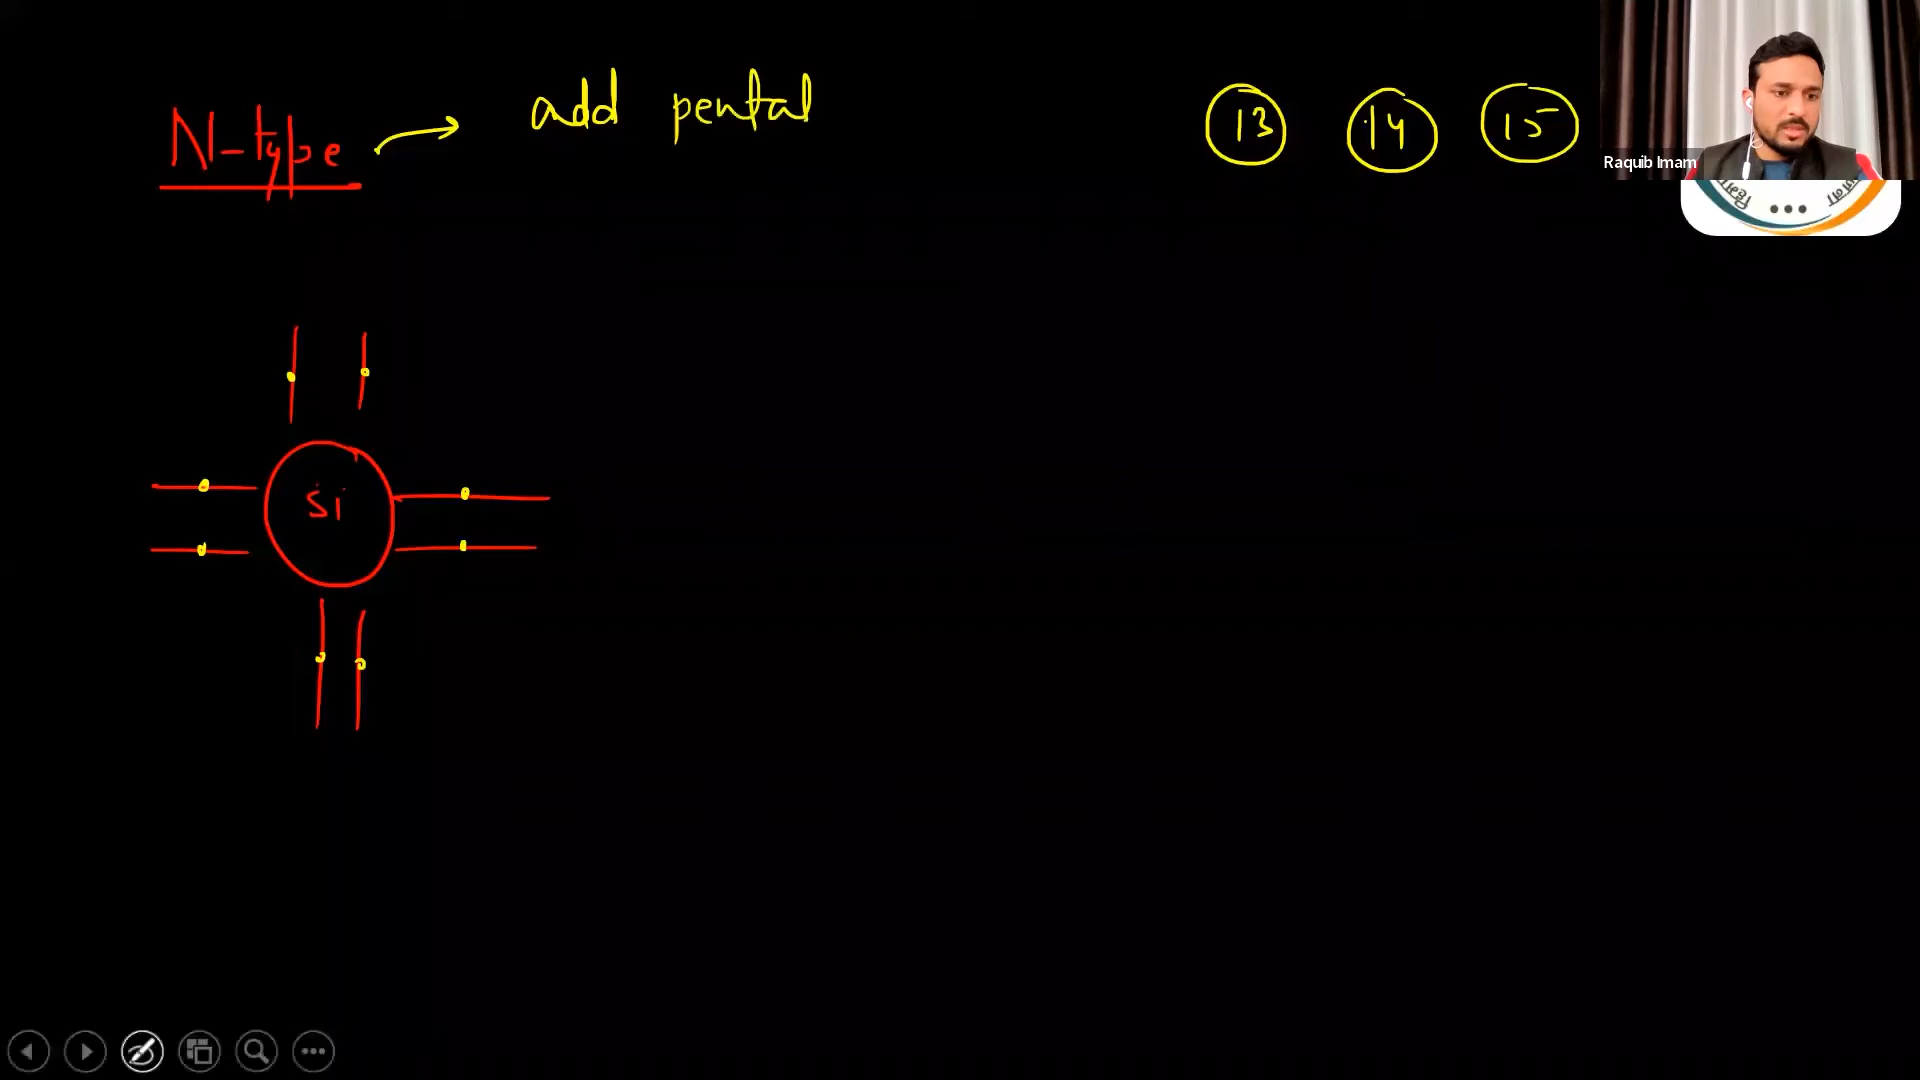 N-type → add pental
13 14 15
Raquib Imam
Si